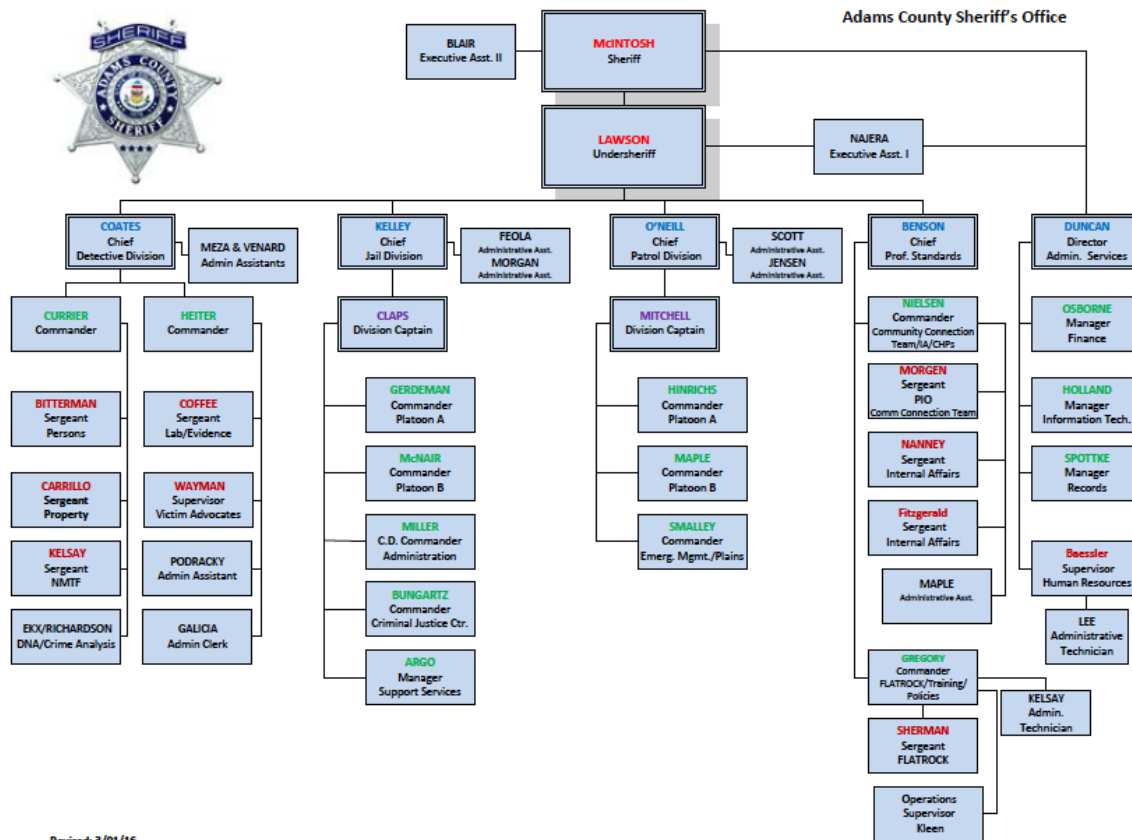 Adams County Sheriff's Office
SHERIFF
ADAMS COUNTY
SHERIFF
BLAIR
Executive Asst. II
McINTOSH
Sheriff
LAWSON
Undersheriff
NAJERA
Executive Asst. I
COATES
Chief
Detective Division
MEZA & VENARD
Admin Assistants
KELLEY
Chief
Jail Division
FEOLA
Administrative Asst.
MORGAN
Administrative Asst.
O'NEILL
Chief
Patrol Division
SCOTT
Administrative Asst.
JENSEN
Administrative Asst.
BENSON
Chief
Prof. Standards
DUNCAN
Director
Admin. Services
CURRIER
Commander
HEITER
Commander
CLAPS
Division Captain
MITCHELL
Division Captain
NIELSEN
Commander
Community Connection
Team/IA/CHPs
OSBORNE
Manager
Finance
BITTERMAN
Sergeant
Persons
COFFEE
Sergeant
Lab/Evidence
GERDEMAN
Commander
Platoon A
HINRICHS
Commander
Platoon A
MORGEN
Sergeant
PIO
Comm Connection Team
HOLLAND
Manager
Information Tech.
CARRILLO
Sergeant
Property
WAYMAN
Supervisor
Victim Advocates
McNAIR
Commander
Platoon B
MAPLE
Commander
Platoon B
NANNEY
Sergeant
Internal Affairs
SPOTTKE
Manager
Records
KELSAY
Sergeant
NMTF
PODRACKY
Admin Assistant
MILLER
C.D. Commander
Administration
SMALLEY
Commander
Emerg. Mgmt./Plains
Fitzgerald
Sergeant
Internal Affairs
Baessler
Supervisor
Human Resources
EKX/RICHARDSON
DNA/Crime Analysis
GALICIA
Admin Clerk
BUNGARTZ
Commander
Criminal Justice Ctr.
MAPLE
Administrative Asst.
LEE
Administrative
Technician
ARGO
Manager
Support Services
GREGORY
Commander
FLATROCK/Training/
Policies
KELSAY
Admin.
Technician
SHERMAN
Sergeant
FLATROCK
Operations
Supervisor
Kleen